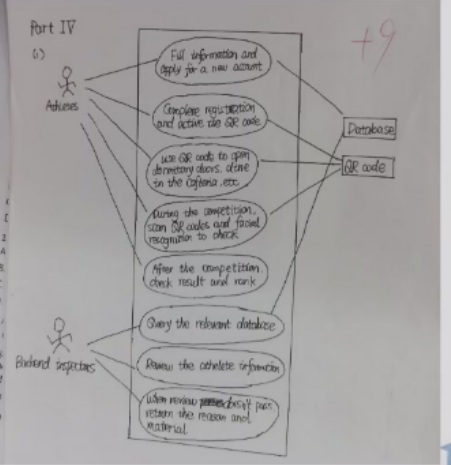 Part IV
(1)
+9
Fill information and
apply for a new account
Complete registration
and active the QR code
use QR code to open
dormitory doors, dine
in the cafteria, etc
Database
QR code
During the competition,
scan QR codes and facial
recognition to check
After the competition,
check result and rank
Query the relevant database
Review the athelete information
Backend inspectors
When review doesn't pass
return the reason and
material